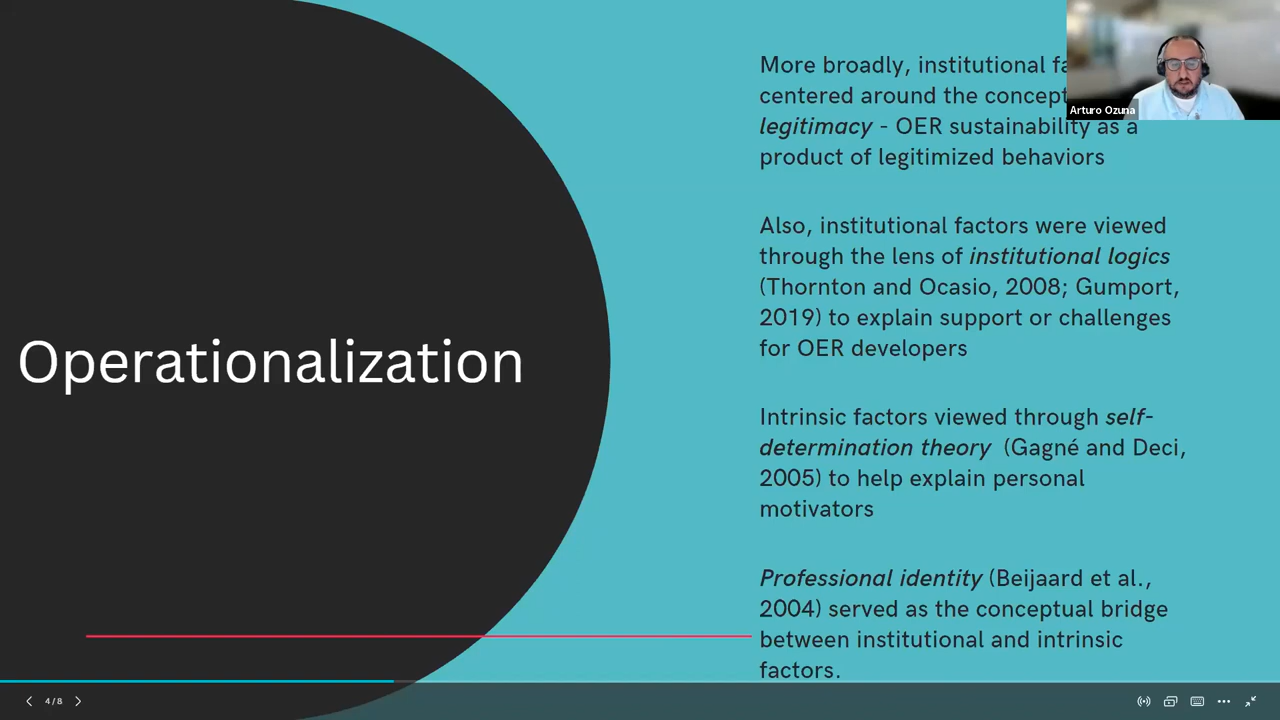 More broadly, institutional
centered around the
legitimacy - OER sustainability as a
product of legitimized behaviors
Arturo Ozuna
Also, institutional factors were viewed
through the lens of institutional logics
(Thornton and Ocasio, 2008; Gumport,
2019) to explain support or challenges
for OER developers
Operationalization
Intrinsic factors viewed through self-
determination theory (Gagné and Deci,
2005) to help explain personal
motivators
Professional identity (Beijaard et al.,
2004) served as the conceptual bridge
between institutional and intrinsic
factors.
4/8